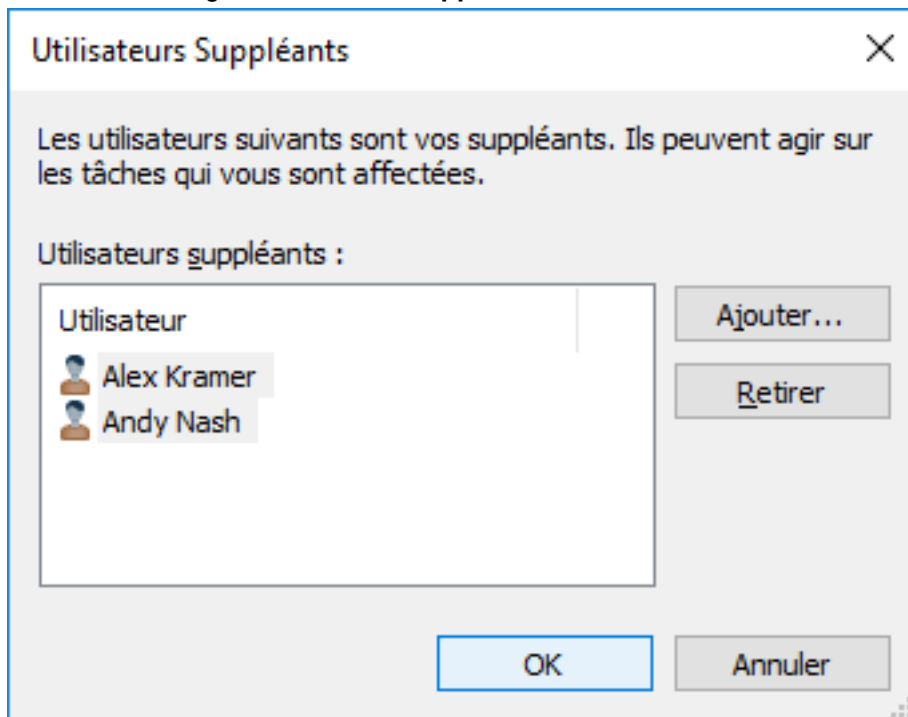 Utilisateurs Suppléants
Les utilisateurs suivants sont vos suppléants. Ils peuvent agir sur
les tâches qui vous sont affectées.
Utilisateurs suppléants :
Utilisateur
Alex Kramer
Andy Nash
Ajouter...
Retirer
OK
Annuler